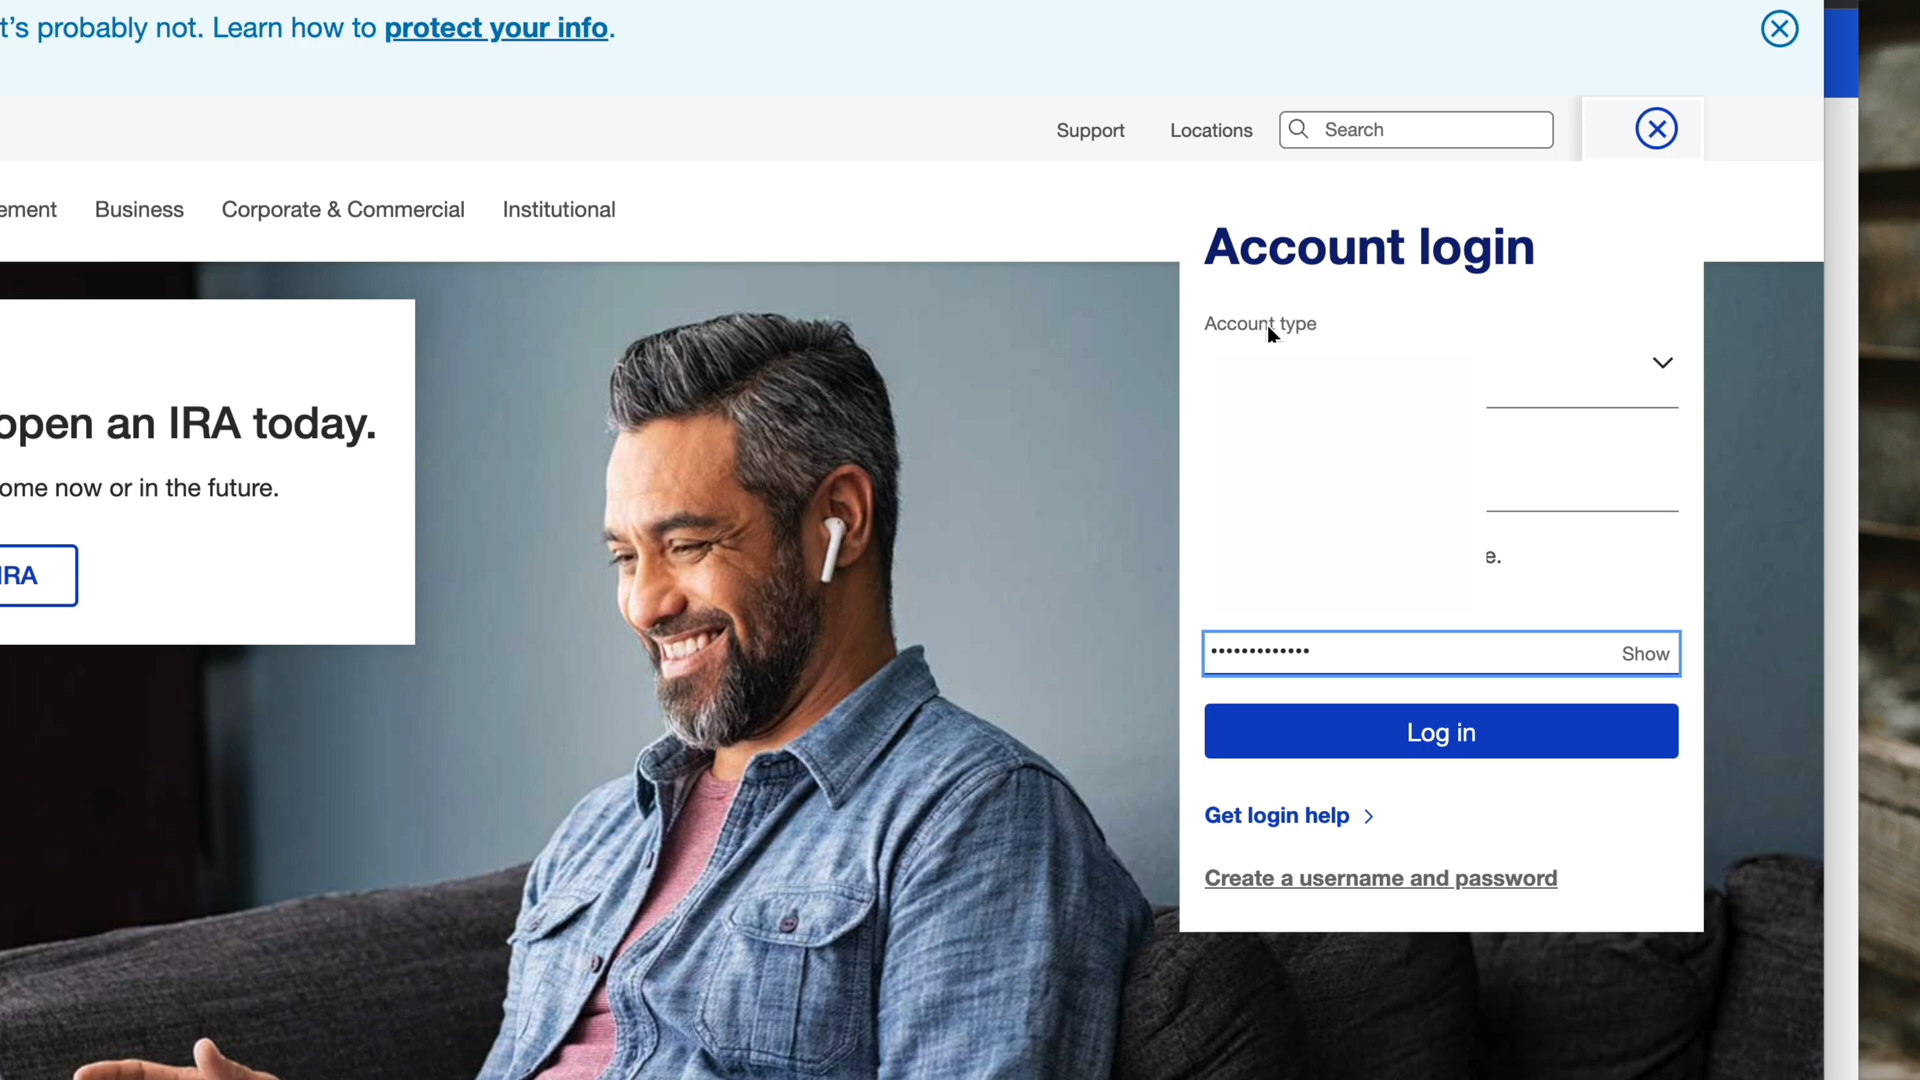 t's probably not. Learn how to protect your info.
Support
Locations
Search
ement
Business
Corporate & Commercial
Institutional
Account login
Account type
open an IRA today.
ome now or in the future.
IRA
e.
•••••••••••••
Show
Log in
Get login help
Create a username and password